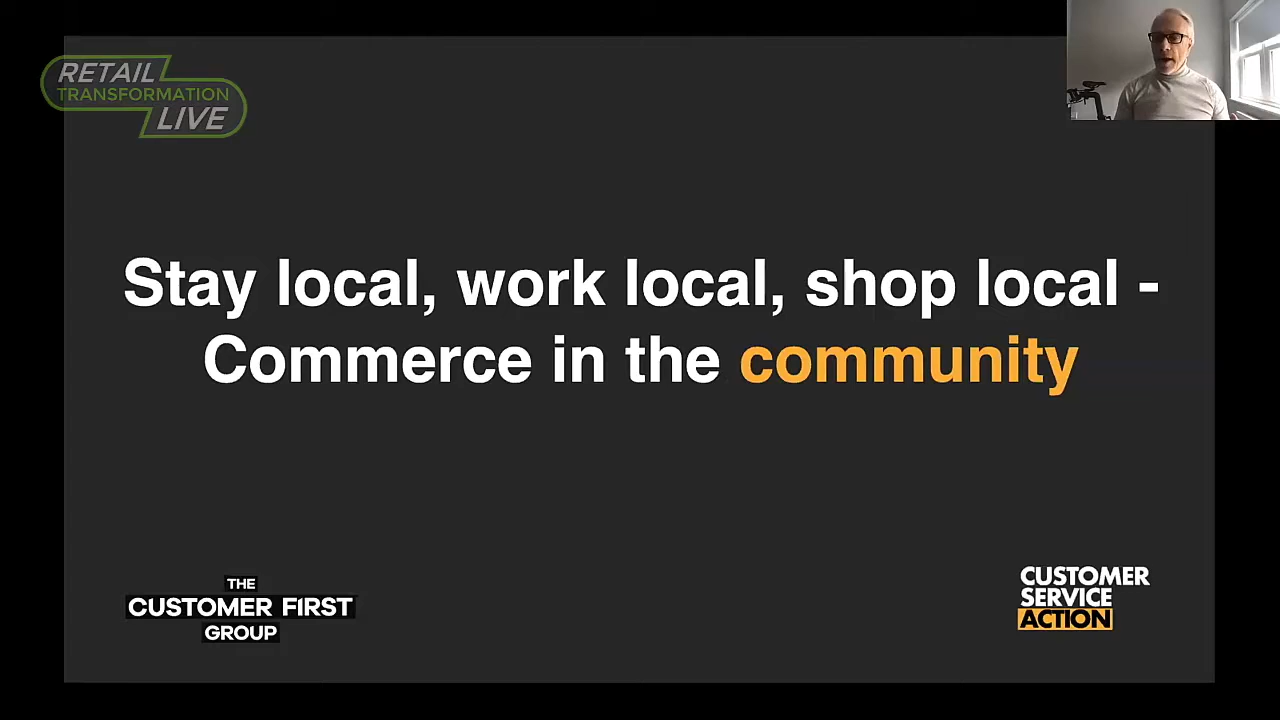 RETAIL
TRANSFORMATION
LIVE
Stay local, work local, shop local -
Commerce in the community
THE
CUSTOMER FIRST
GROUP
CUSTOMER
SERVICE
ACTION